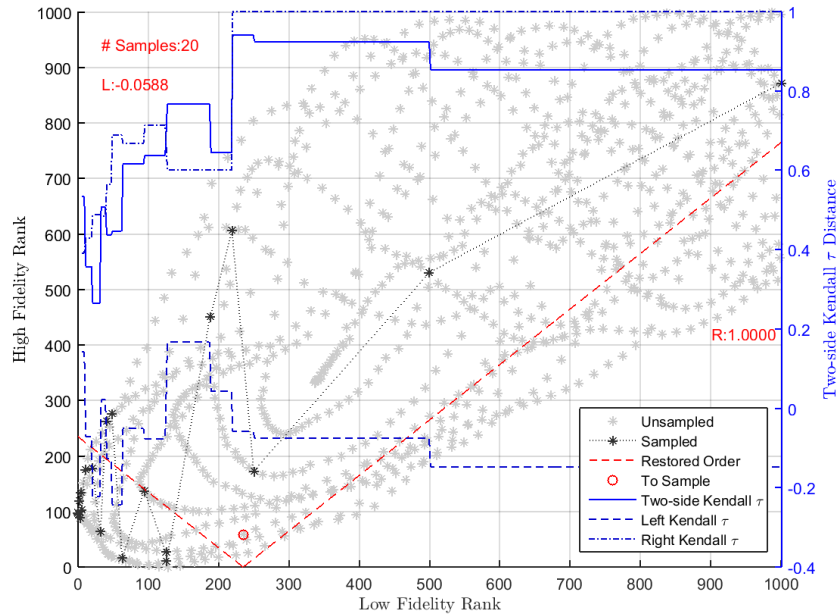 # Samples:20
L:-0.0588
R:1.0000
1000
900
800
700
600
500
400
300
200
100
0
High Fidelity Rank
0 100 200 300 400 500 600 700 800 900 1000
Low Fidelity Rank
1
0.8
0.6
0.4
0.2
0
-0.2
-0.4
Two-side Kendall τ Distance
Unsampled
Sampled
Restored Order
To Sample
Two-side Kendall τ
Left Kendall τ
Right Kendall τ